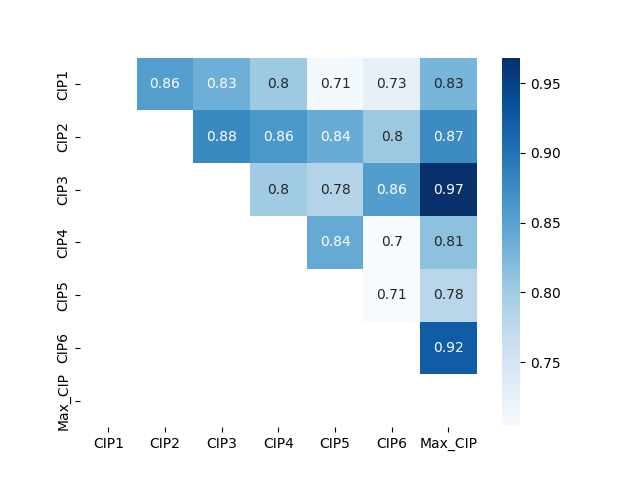 CIP1 0.86 0.83 0.8 0.71 0.73 0.83
CIP2 0.88 0.86 0.84 0.8 0.87
CIP3 0.8 0.78 0.86 0.97
CIP4 0.84 0.7 0.81
CIP5 0.71 0.78
CIP6 0.92
Max_CIP
CIP1 CIP2 CIP3 CIP4 CIP5 CIP6 Max_CIP
0.95
0.90
0.85
0.80
0.75